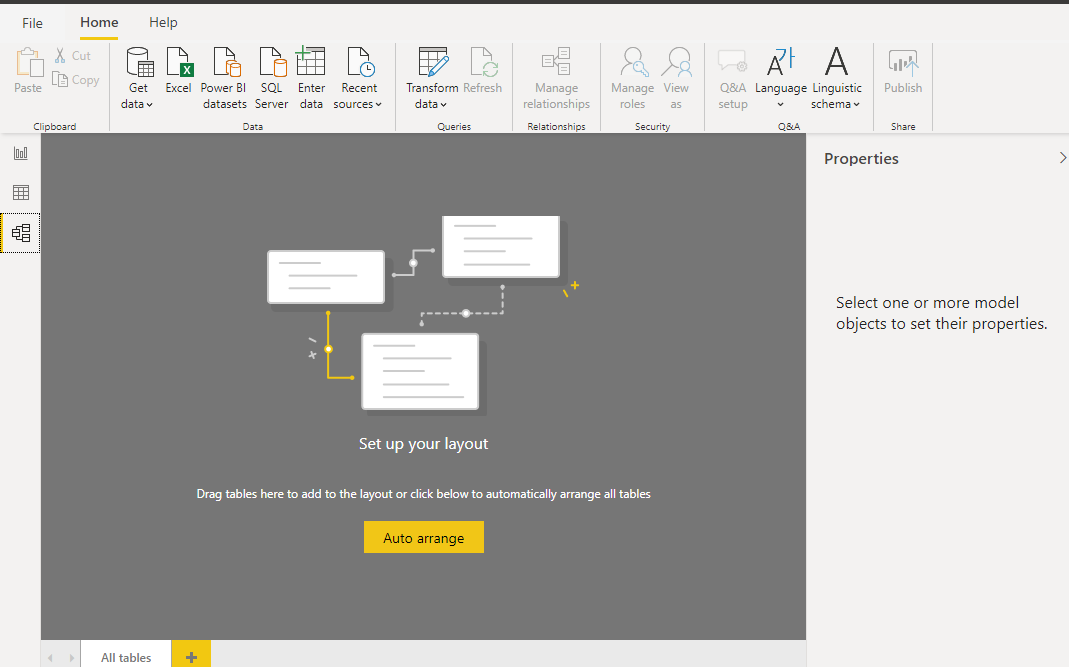 File Home Help
Paste
Cut
Copy
Clipboard
Get
data
Excel
Power BI
datasets
SQL
Server
Enter
data
Recent
sources
Data
Transform
data
Refresh
Queries
Manage
relationships
Relationships
Manage
roles
View
as
Security
Q&A
setup
Language
Linguistic
schema
Q&A
Publish
Share
Properties
Select one or more model
objects to set their properties.
Set up your layout
Drag tables here to add to the layout or click below to automatically arrange all tables
Auto arrange
All tables